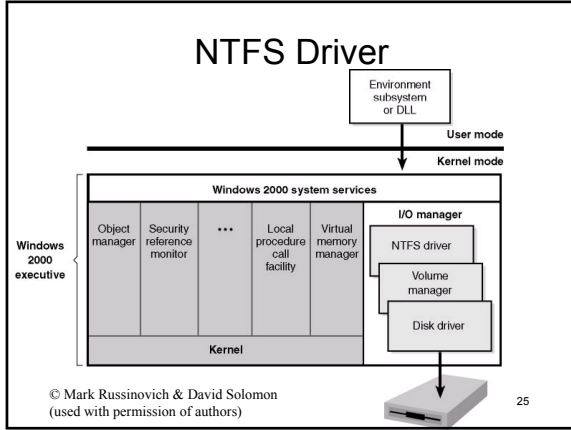 NTFS Driver
Environment
subsystem
or DLL
User mode
Kernel mode
Windows 2000 system services
Windows
2000
executive
Object
manager
Security
reference
monitor
•••
Local
procedure
call
facility
Virtual
memory
manager
I/O manager
NTFS driver
Volume
manager
Disk driver
Kernel
© Mark Russinovich & David Solomon
(used with permission of authors)
25